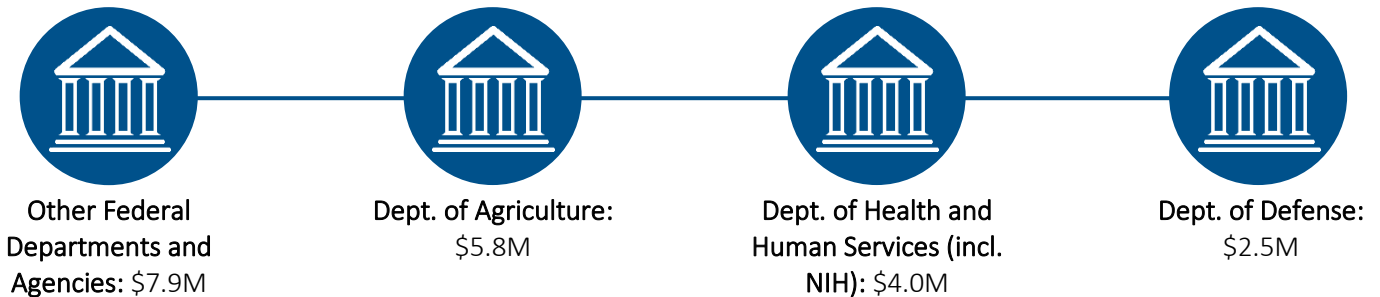 Other Federal
Departments and
Agencies: $7.9M
Dept. of Agriculture:
$5.8M
Dept. of Health and
Human Services (incl.
NIH): $4.0M
Dept. of Defense:
$2.5M